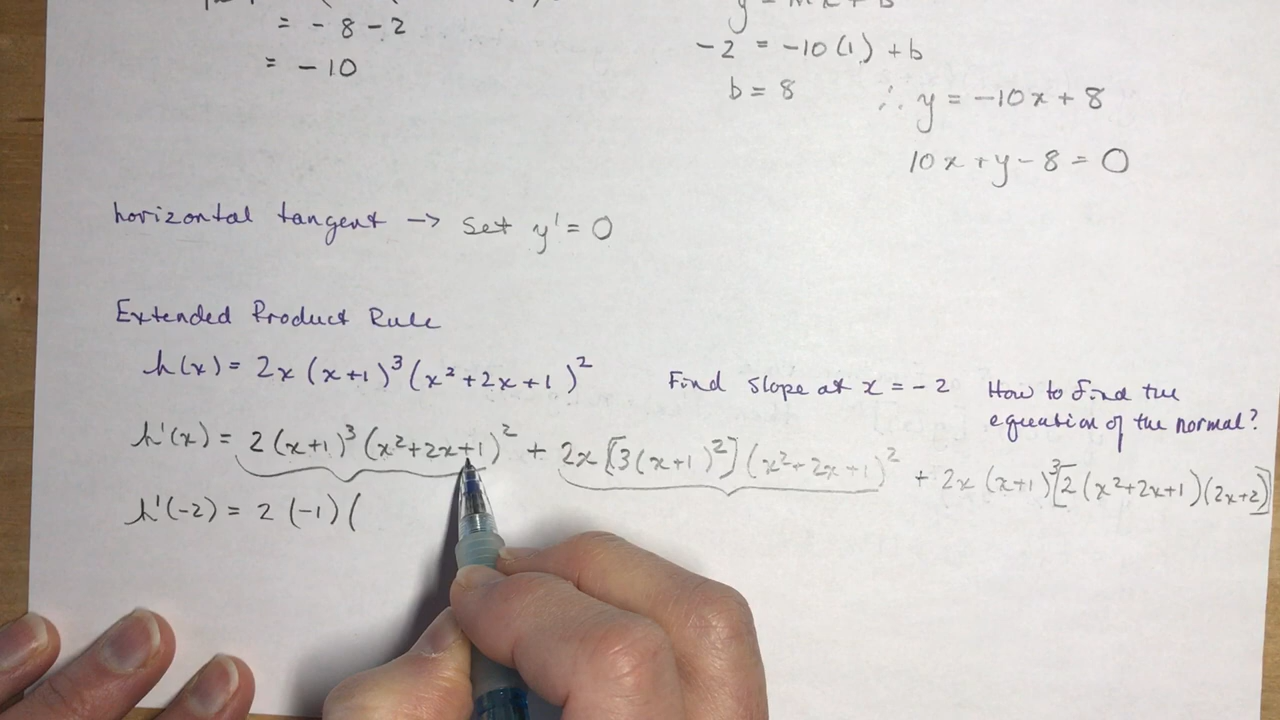 = -8-2
= -10
y = mx + b
-2 = -10(1) + b
b = 8
∴ y = -10x + 8
10x + y - 8 = 0
horizontal tangent -> set y' = 0
Extended Product Rule
h(x) = 2x(x+1)³(x²+2x+1)²
Find slope at x = -2
How to find the
equation of the normal?
h'(x) = 2(x+1)³(x²+2x+1)² + 2x[3(x+1)²](x²+2x+1)² + 2x(x+1)³[2(x²+2x+1)(2x+2)]
h'(-2) = 2(-1)(